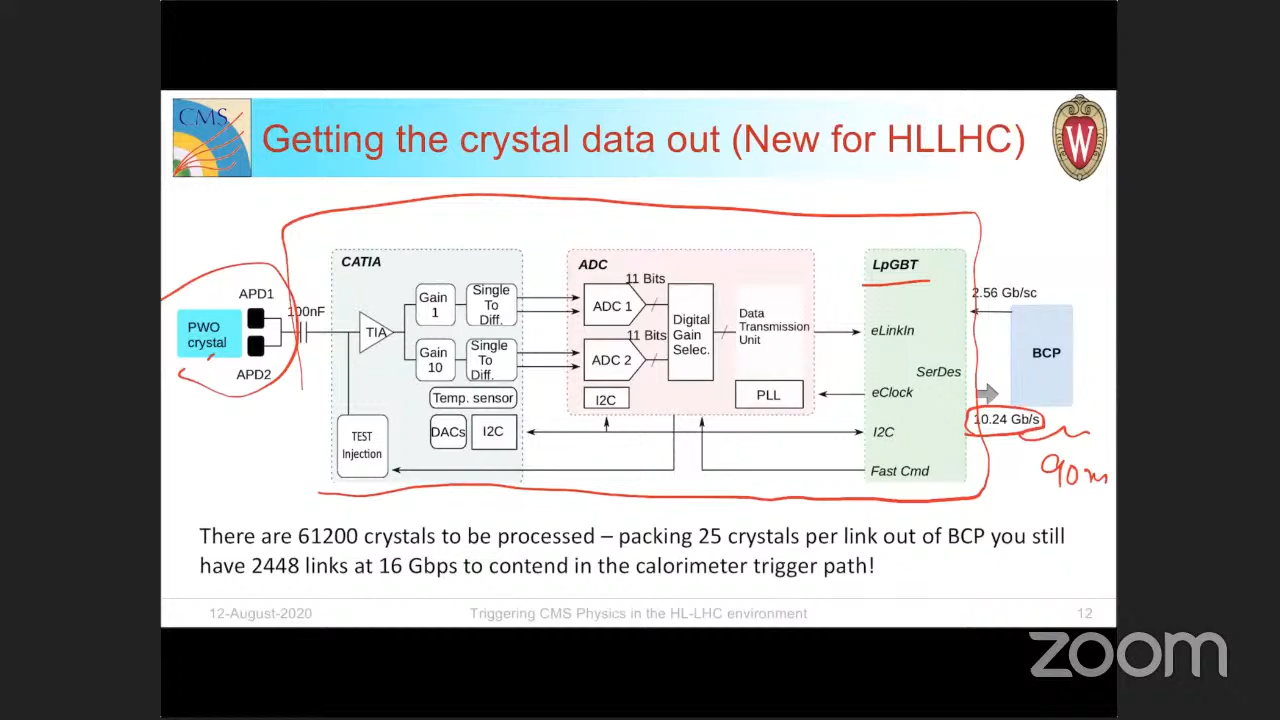 CMS
Getting the crystal data out (New for HLLHC)
W
CATIA
ADC
LpGBT
11 Bits
APD1
100nF
PWO
crystal
APD2
TIA
Gain
1
Single
To
Diff.
Gain
10
Single
To
Diff.
ADC 1
11 Bits
ADC 2
Digital
Gain
Selec.
Data
Transmission
Unit
eLinkIn
2.56 Gb/sc
BCP
SerDes
Temp. sensor
I2C
PLL
eClock
10.24 Gb/s
TEST
Injection
DACs
I2C
I2C
Fast Cmd
90m
There are 61200 crystals to be processed – packing 25 crystals per link out of BCP you still
have 2448 links at 16 Gbps to contend in the calorimeter trigger path!
12-August-2020
Triggering CMS Physics in the HL-LHC environment
12
zoom